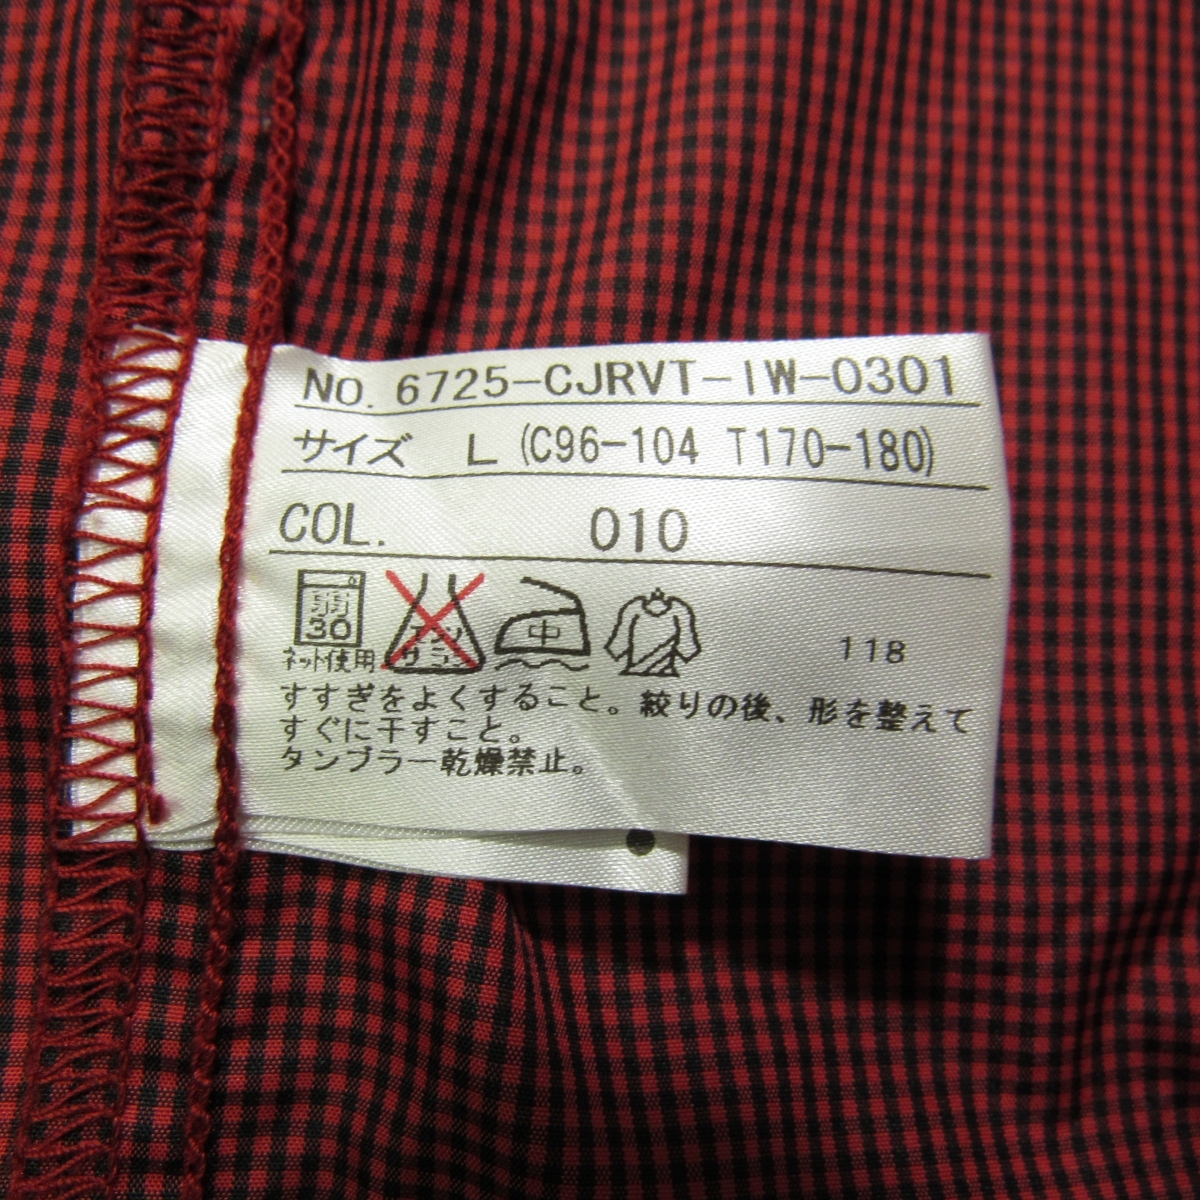 NO. 6725-CJRVT-IW-0301
サイズ L (C96-104 T170-180)
COL. 010
弱
30
エンソ
サラシ
中
ネット使用
118
すすぎをよくすること。絞りの後、形を整えて
すぐに干すこと。
タンブラー乾燥禁止。